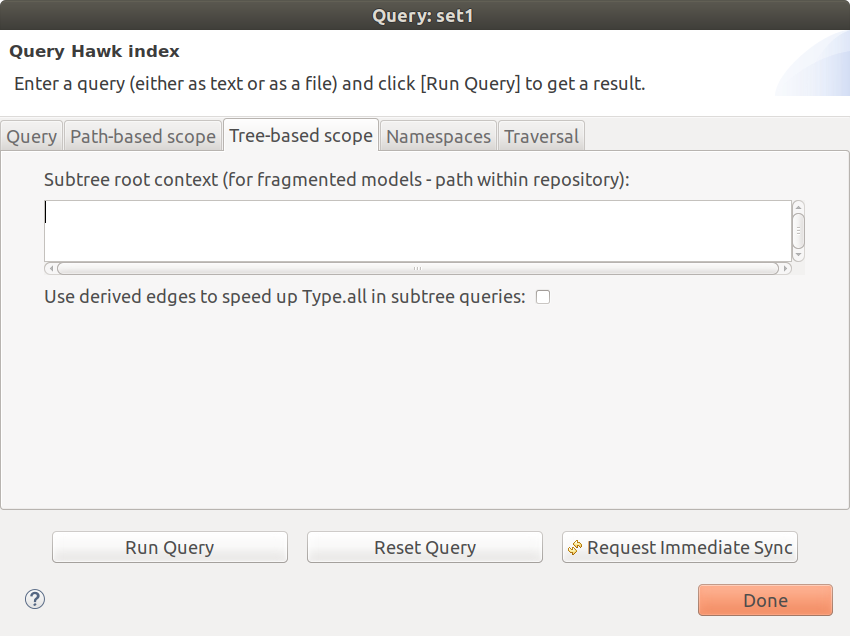 Query: set1
Query Hawk index
Enter a query (either as text or as a file) and click [Run Query] to get a result.
Query Path-based scope Tree-based scope Namespaces Traversal
Subtree root context (for fragmented models - path within repository):
Use derived edges to speed up Type.all in subtree queries:
Run Query Reset Query Request Immediate Sync
? Done